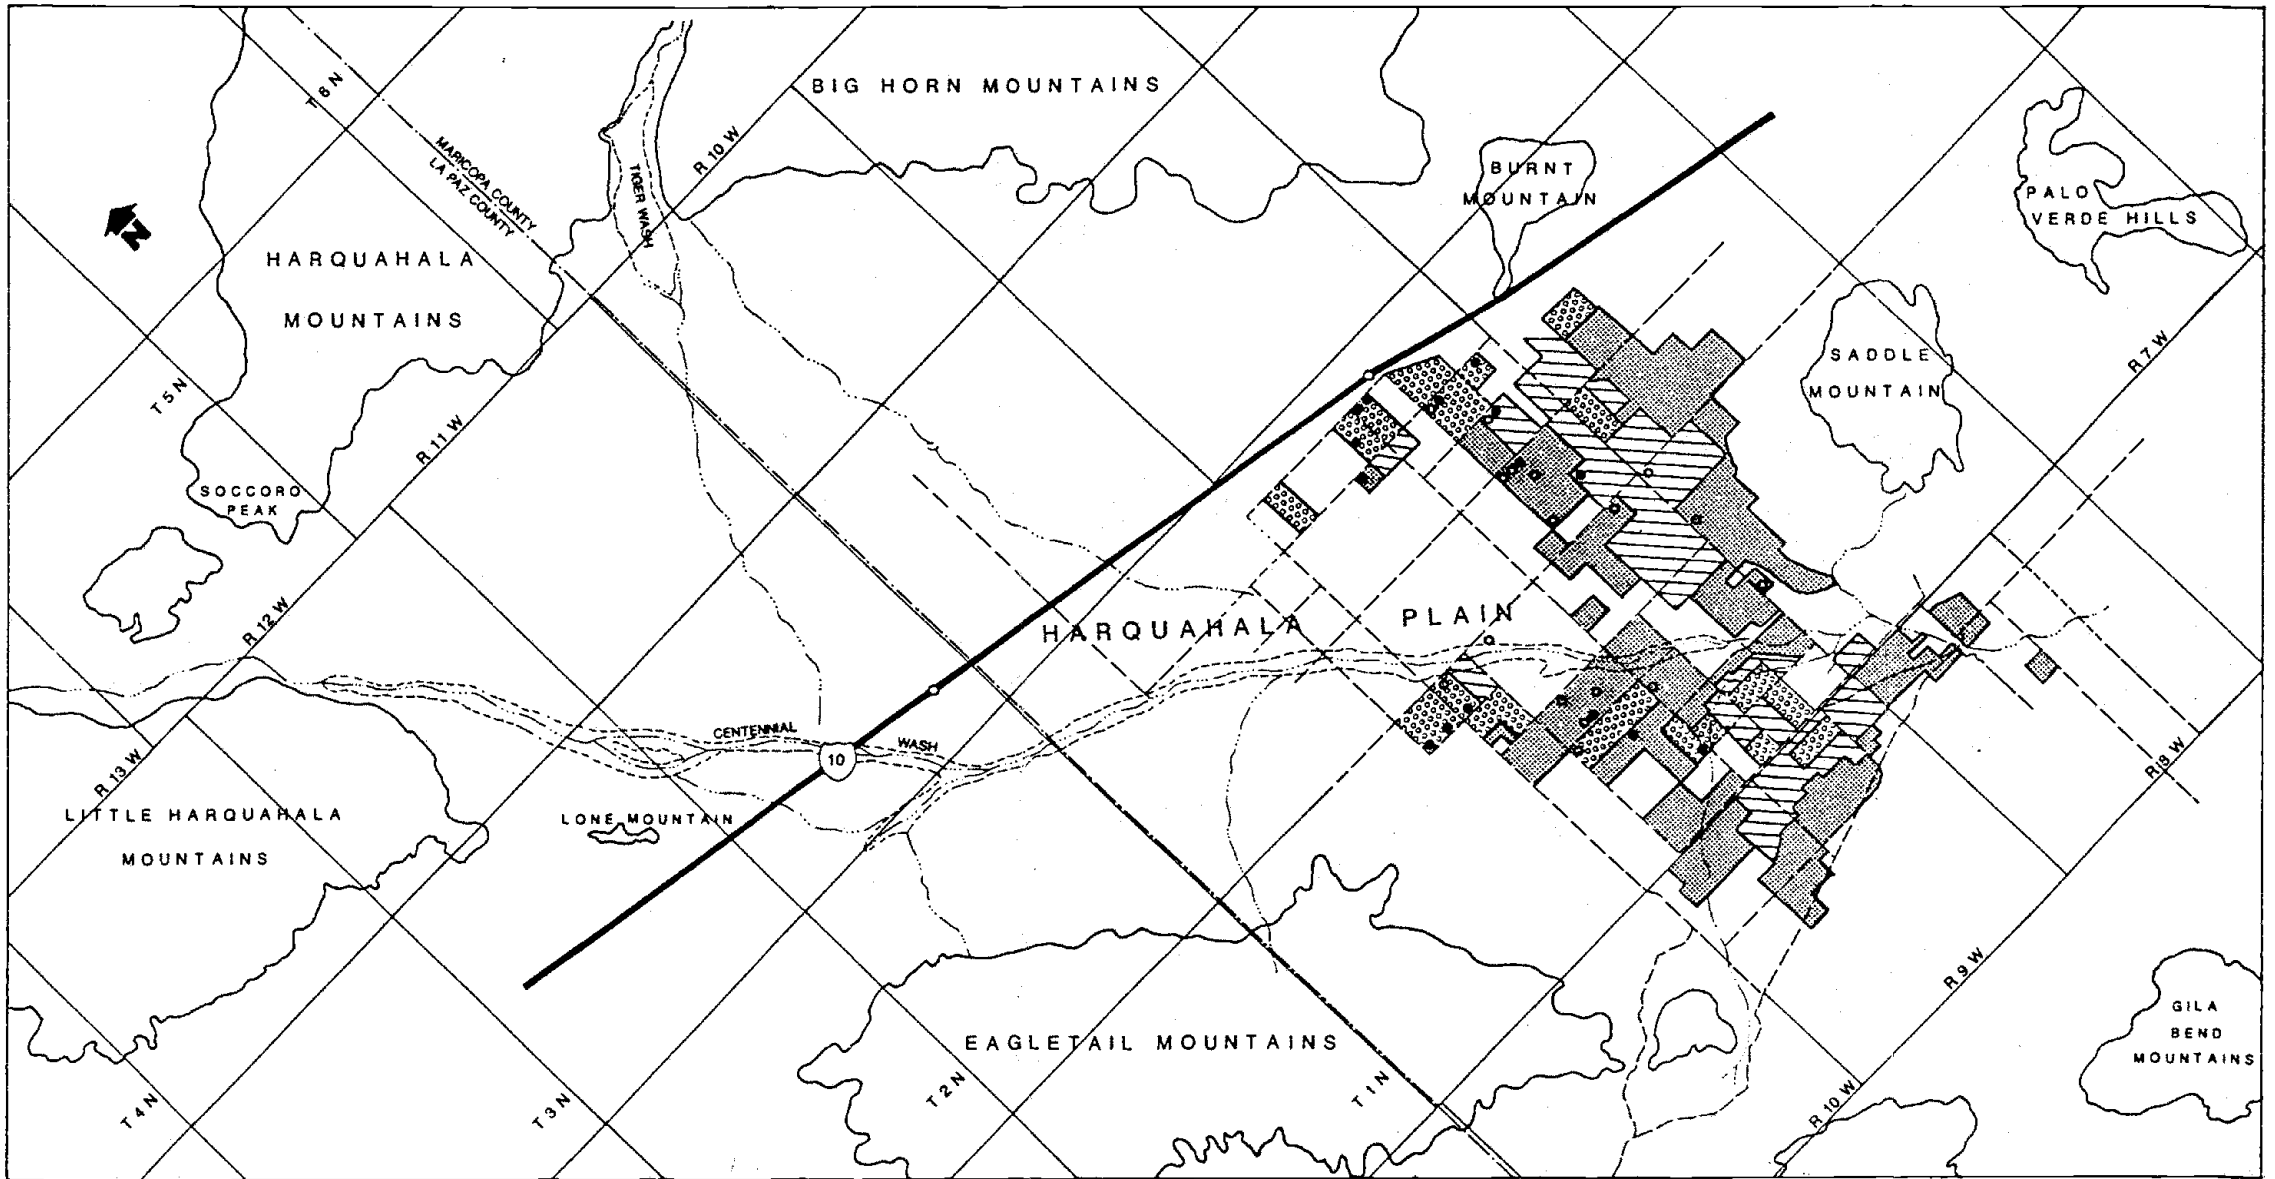 BIG HORN MOUNTAINS
T 6 N
MARICOPA COUNTY
LA PAZ COUNTY
R 10 W
TIGER WASH
BURNT
MOUNTAIN
PALO
VERDE HILLS
N
HARQUAHALA
MOUNTAINS
SADDLE
MOUNTAIN
R 7 W
T 5 N
R 11 W
SOCCORO
PEAK
HARQUAHALA PLAIN
R 12 W
CENTENNIAL WASH
10
R 13 W
R 8 W
LITTLE HARQUAHALA
MOUNTAINS
LONE MOUNTAIN
R 9 W
EAGLETAIL MOUNTAINS
GILA
BEND
MOUNTAINS
T 4 N
T 3 N
T 2 N
T 1 N
R 10 W